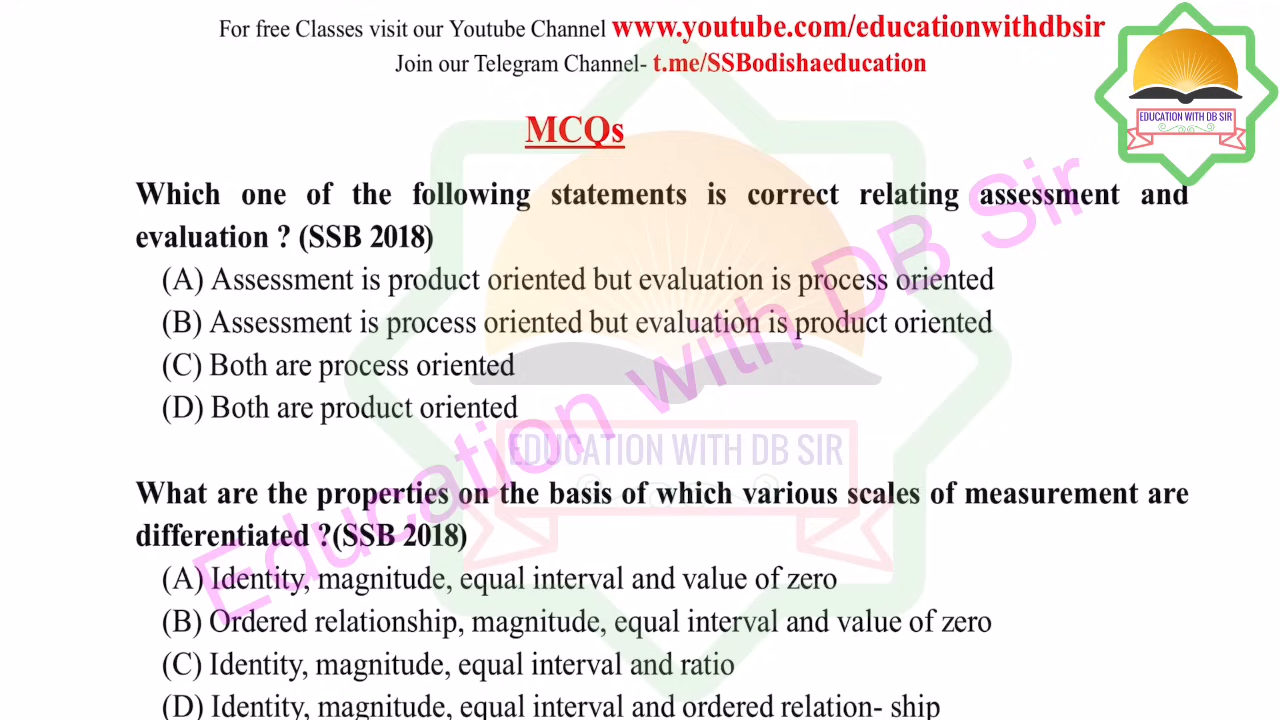 For free Classes visit our Youtube Channel www.youtube.com/educationwithdbsir
Join our Telegram Channel- t.me/SSBodishaeducation
EDUCATION WITH DB SIR
MCQs
Which one of the following statements is correct relating assessment and
evaluation ? (SSB 2018)
(A) Assessment is product oriented but evaluation is process oriented
(B) Assessment is process oriented but evaluation is product oriented
(C) Both are process oriented
(D) Both are product oriented
EDUCATION WITH DB SIR
Education with DB Sir
What are the properties on the basis of which various scales of measurement are
differentiated ?(SSB 2018)
(A) Identity, magnitude, equal interval and value of zero
(B) Ordered relationship, magnitude, equal interval and value of zero
(C) Identity, magnitude, equal interval and ratio
(D) Identity, magnitude, equal interval and ordered relation- ship